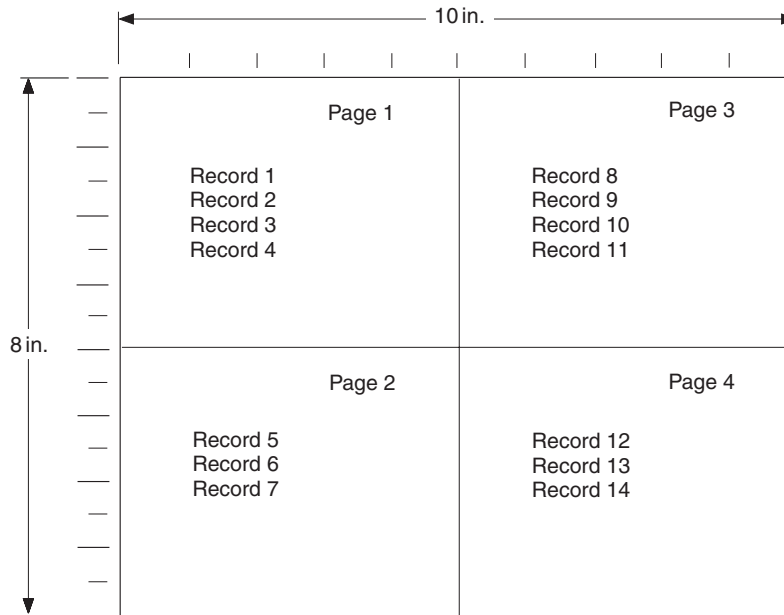 10 in.
Page 1
Record 1
Record 2
Record 3
Record 4
Page 3
Record 8
Record 9
Record 10
Record 11
8 in.
Page 2
Record 5
Record 6
Record 7
Page 4
Record 12
Record 13
Record 14